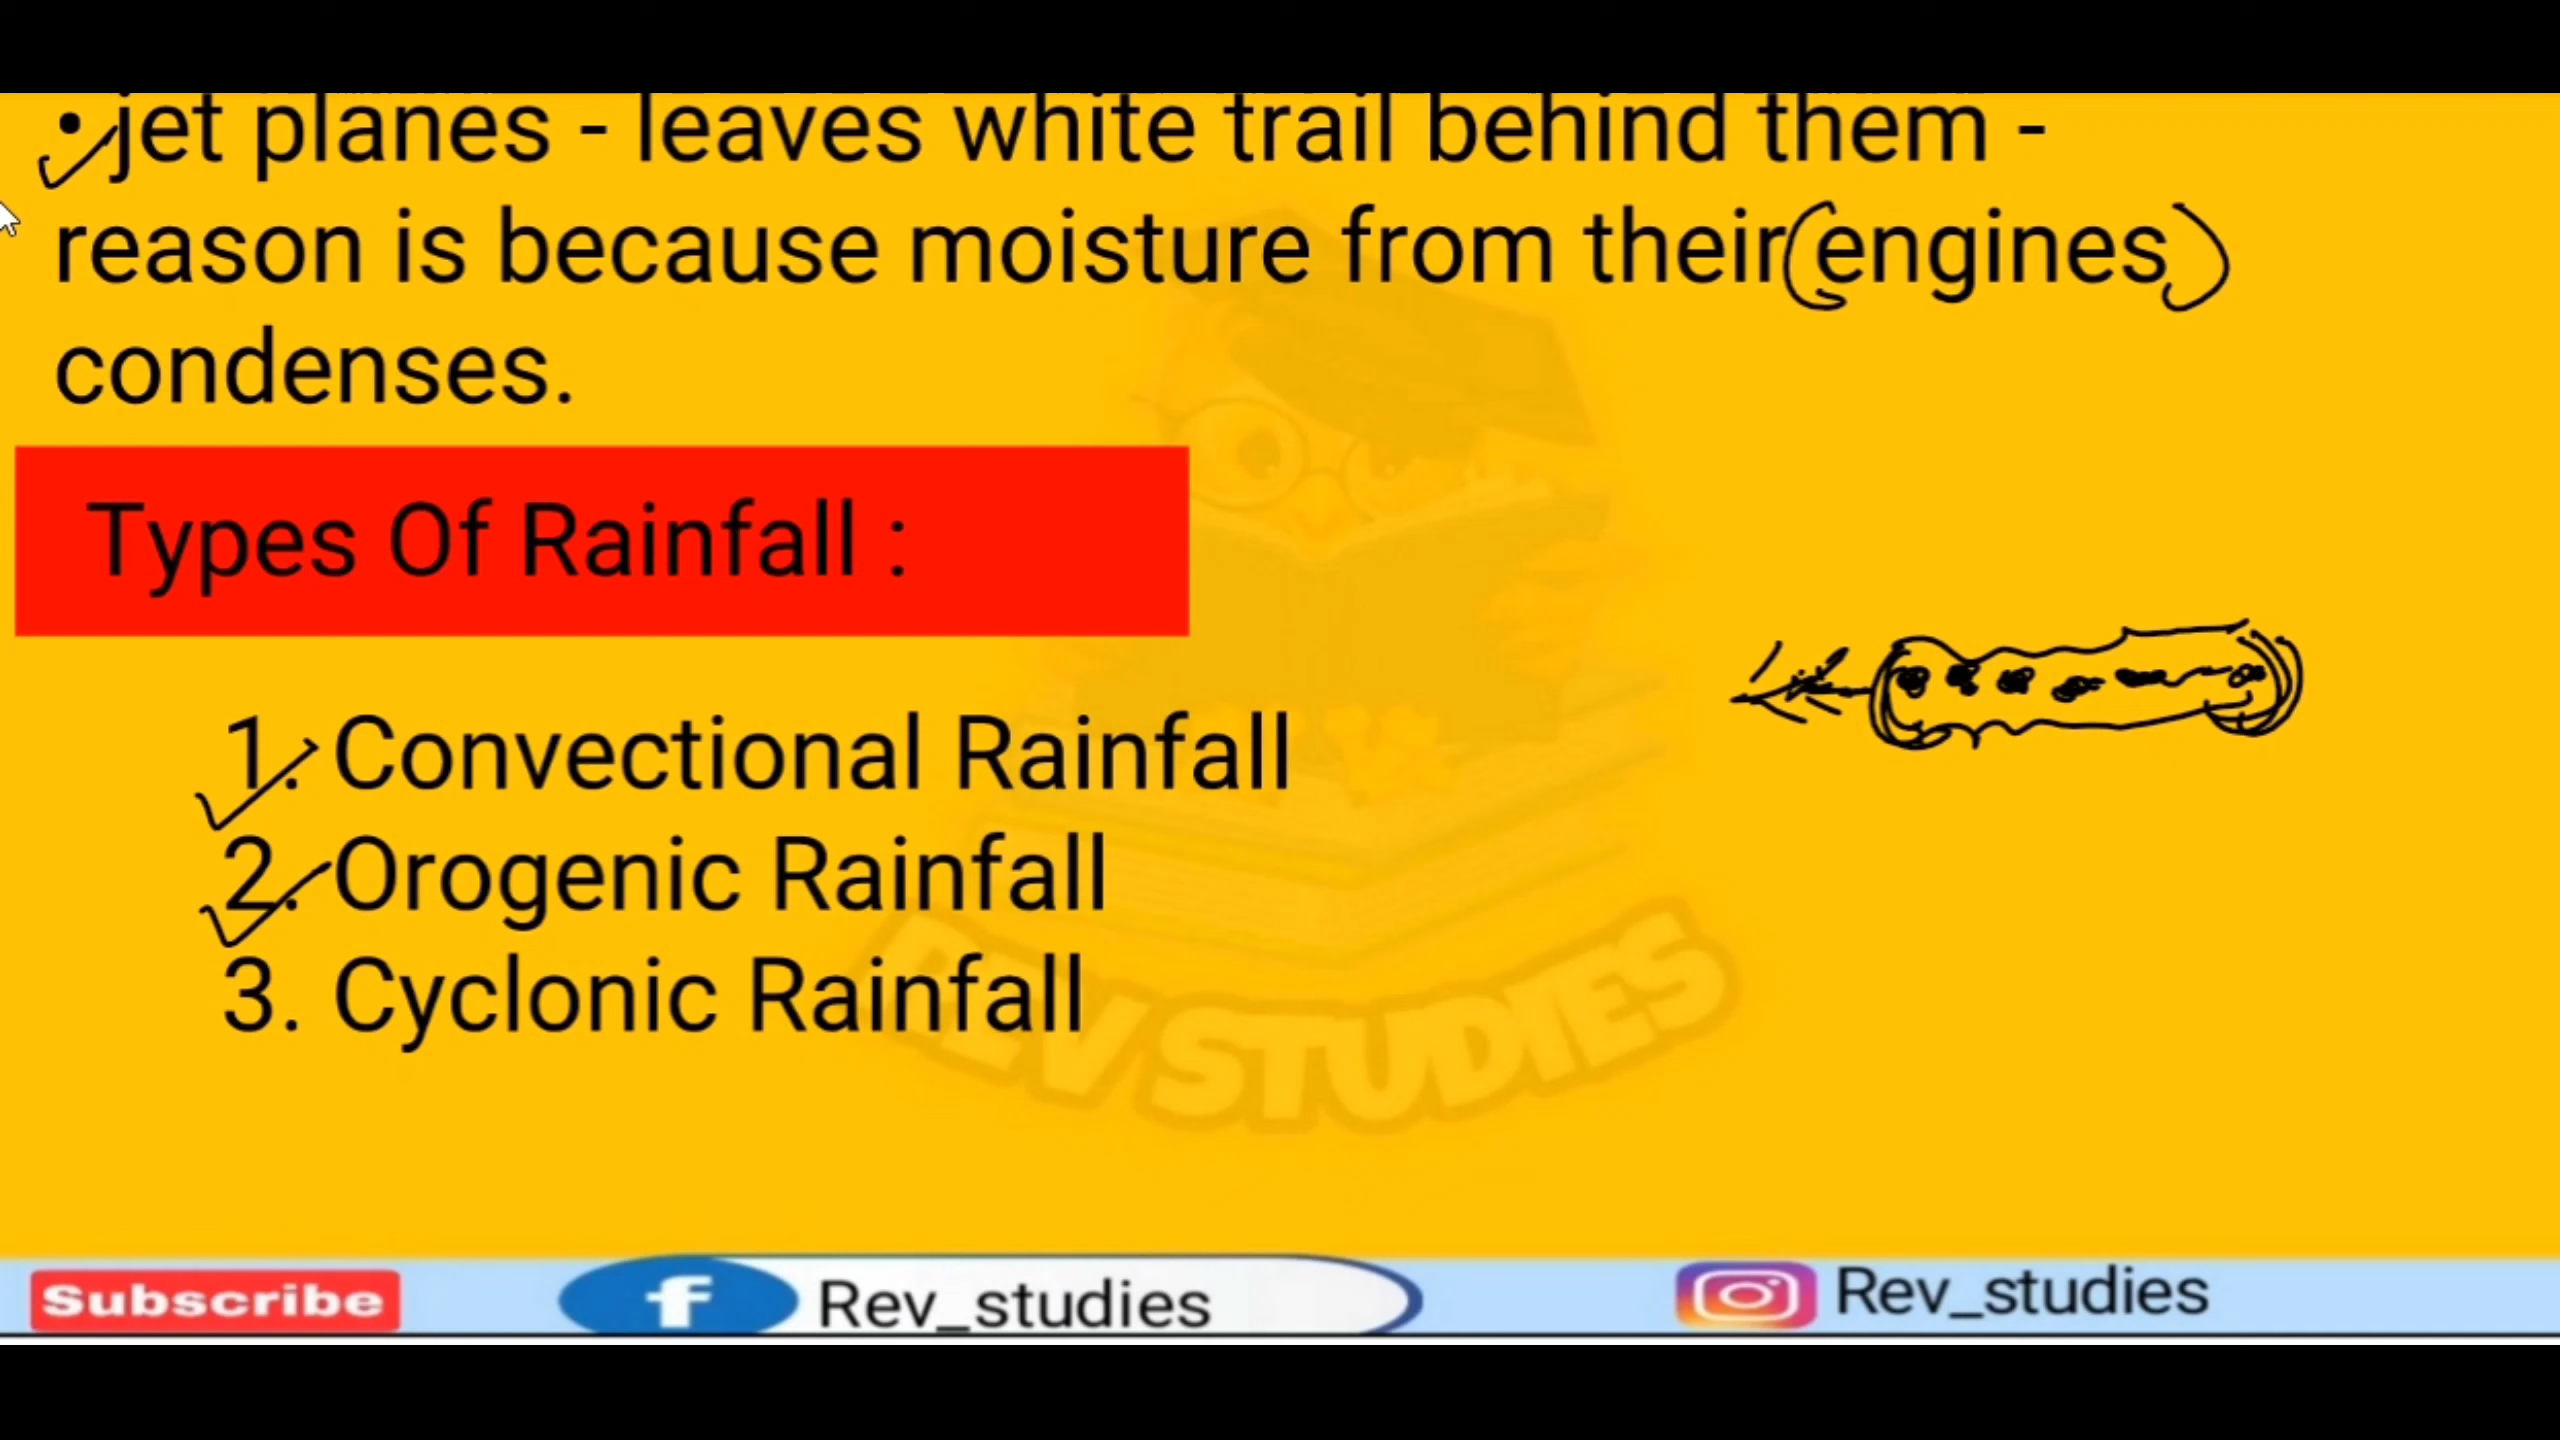 • jet planes - leaves white trail behind them -
reason is because moisture from their (engines)
condenses.
Types Of Rainfall :
1. Convectional Rainfall
2. Orogenic Rainfall
3. Cyclonic Rainfall
REV STUDIES
Subscribe
f Rev_studies
Rev_studies